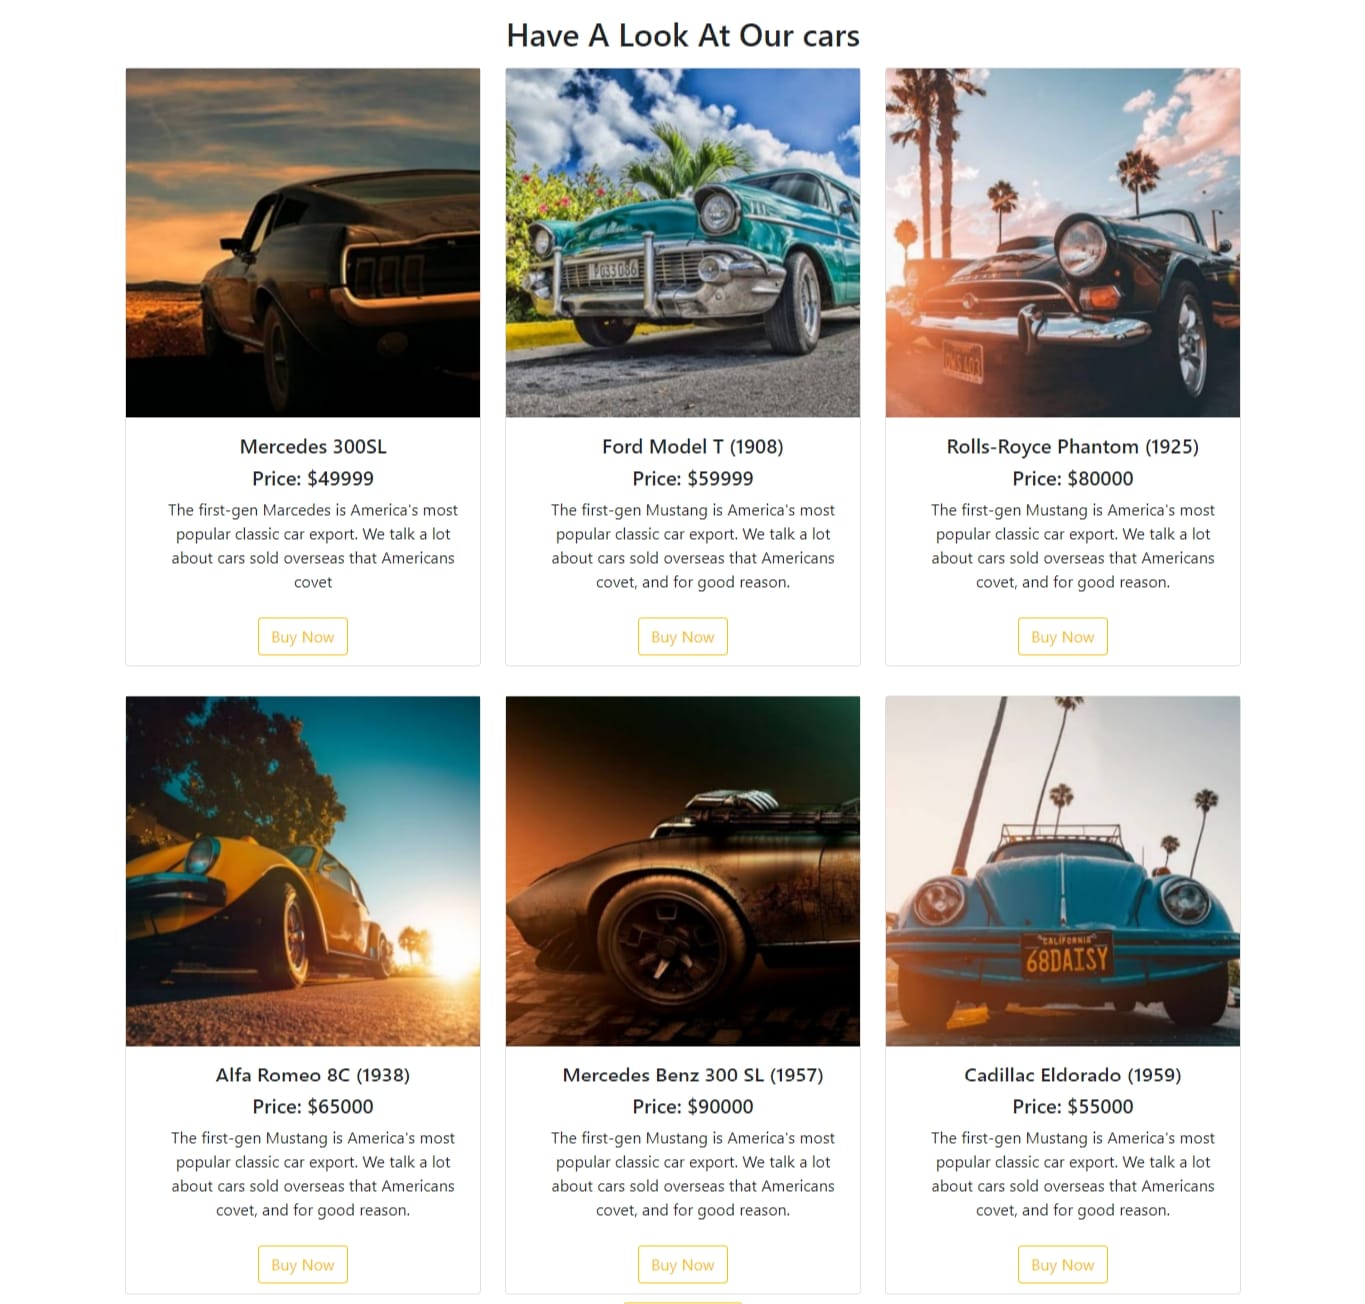 Have A Look At Our cars
Mercedes 300SL
Price: $49999
The first-gen Marcedes is America's most
popular classic car export. We talk a lot
about cars sold overseas that Americans
covet
Buy Now
P033086
Ford Model T (1908)
Price: $59999
The first-gen Mustang is America's most
popular classic car export. We talk a lot
about cars sold overseas that Americans
covet, and for good reason.
Buy Now
Rolls-Royce Phantom (1925)
Price: $80000
The first-gen Mustang is America's most
popular classic car export. We talk a lot
about cars sold overseas that Americans
covet, and for good reason.
Buy Now
Alfa Romeo 8C (1938)
Price: $65000
The first-gen Mustang is America's most
popular classic car export. We talk a lot
about cars sold overseas that Americans
covet, and for good reason.
Buy Now
Mercedes Benz 300 SL (1957)
Price: $90000
The first-gen Mustang is America's most
popular classic car export. We talk a lot
about cars sold overseas that Americans
covet, and for good reason.
Buy Now
CALIFORNIA
68DAISY
Cadillac Eldorado (1959)
Price: $55000
The first-gen Mustang is America's most
popular classic car export. We talk a lot
about cars sold overseas that Americans
covet, and for good reason.
Buy Now